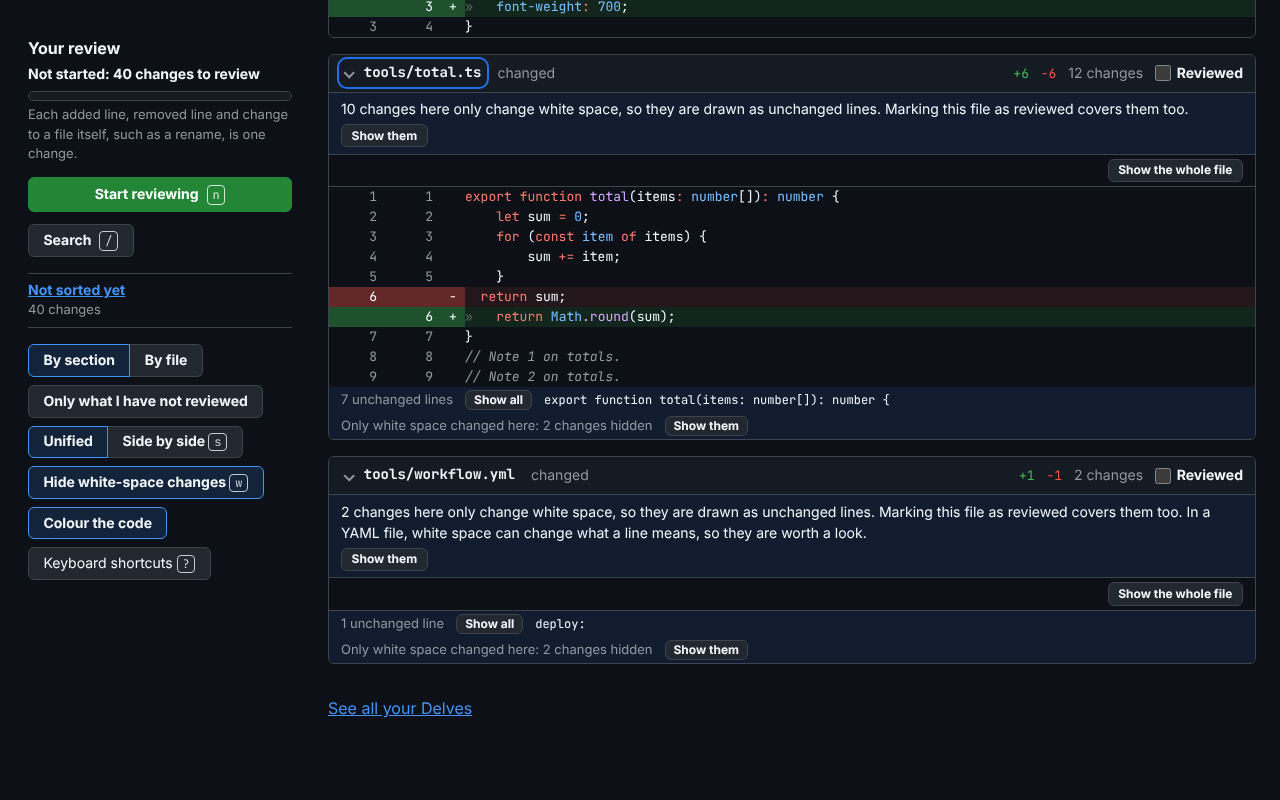 Your review
Not started: 40 changes to review
Each added line, removed line and change
to a file itself, such as a rename, is one
change.
Start reviewing n
Search /
Not sorted yet
40 changes
By section By file
Only what I have not reviewed
Unified Side by side s
Hide white-space changes w
Colour the code
Keyboard shortcuts ?
3 + » font-weight: 700;
3 4 }
tools/total.ts changed +6 -6 12 changes Reviewed
10 changes here only change white space, so they are drawn as unchanged lines. Marking this file as reviewed covers them too.
Show them
Show the whole file
1 1 export function total(items: number[]): number {
2 2 let sum = 0;
3 3 for (const item of items) {
4 4 sum += item;
5 5 }
6 - return sum;
6 + » return Math.round(sum);
7 7 }
8 8 // Note 1 on totals.
9 9 // Note 2 on totals.
7 unchanged lines Show all export function total(items: number[]): number {
Only white space changed here: 2 changes hidden Show them
tools/workflow.yml changed +1 -1 2 changes Reviewed
2 changes here only change white space, so they are drawn as unchanged lines. Marking this file as reviewed covers them too. In a
YAML file, white space can change what a line means, so they are worth a look.
Show them
Show the whole file
1 unchanged line Show all deploy:
Only white space changed here: 2 changes hidden Show them
See all your Delves